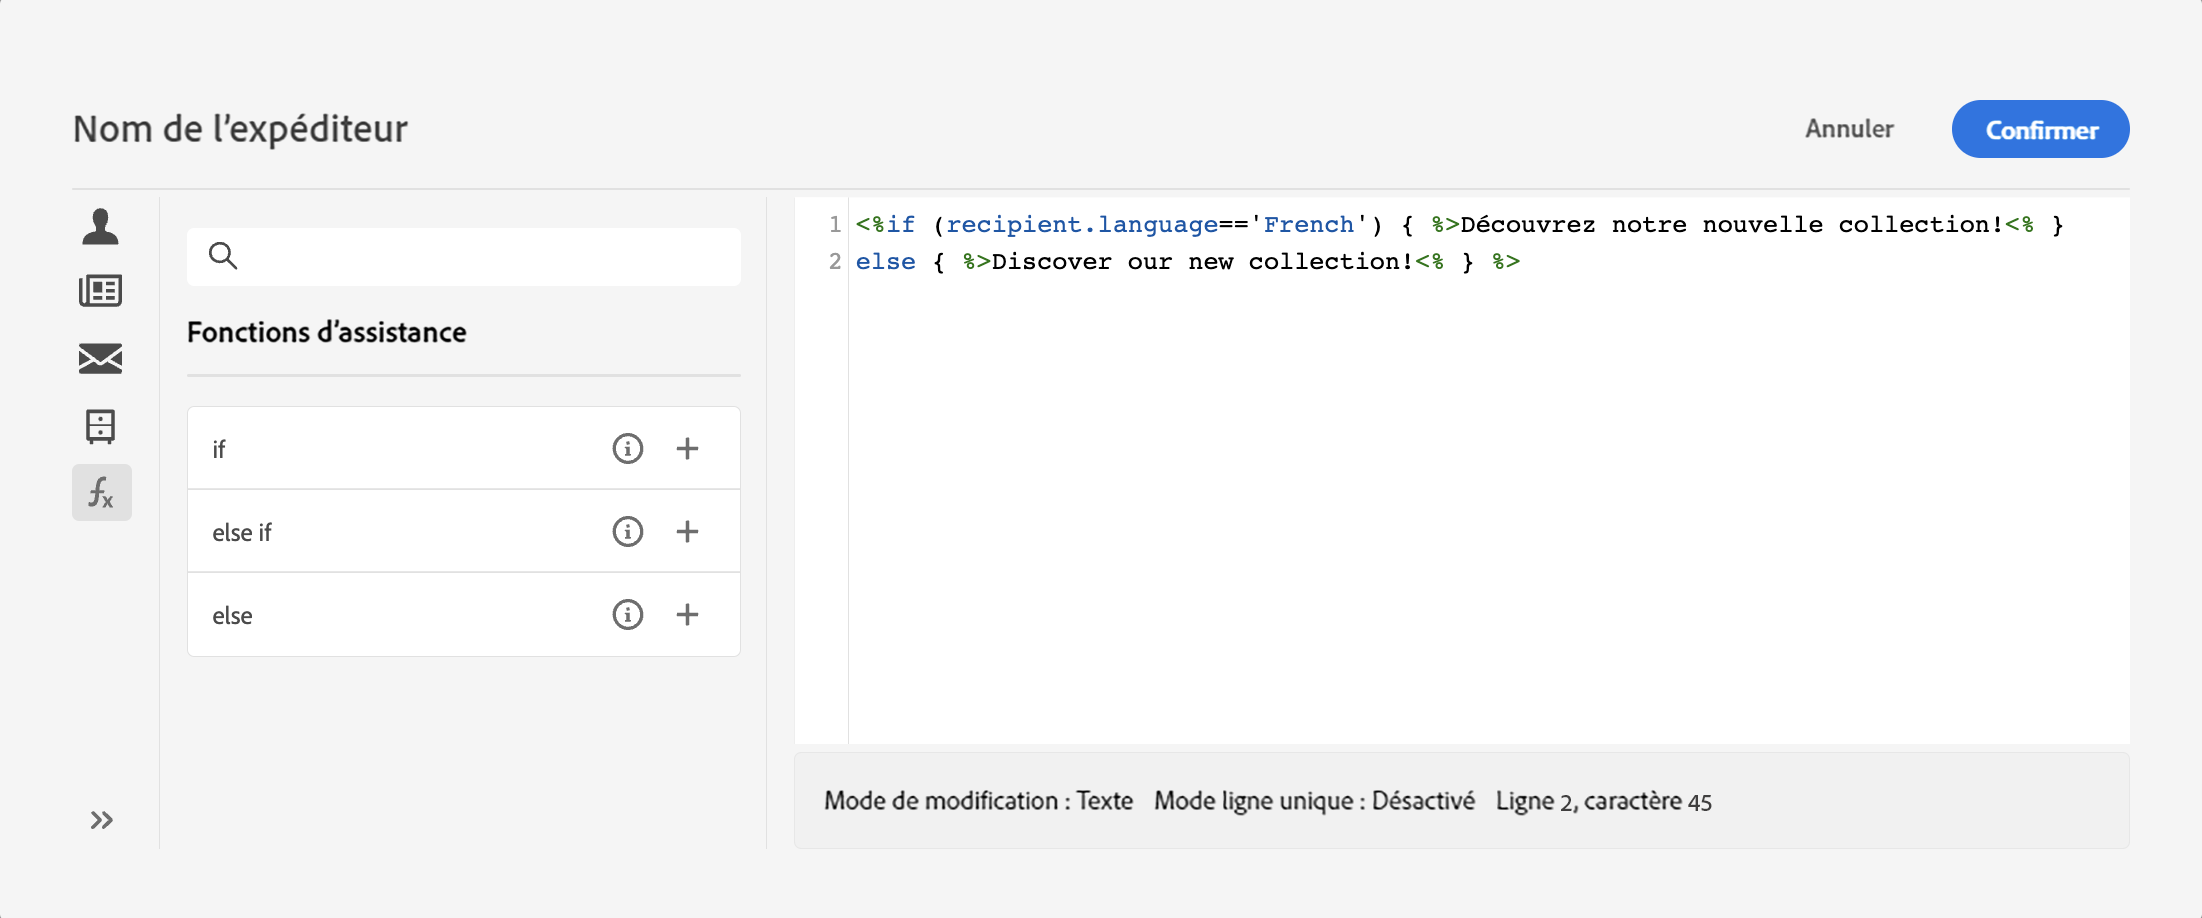 Nom de l’expéditeur
Annuler
Confirmer
Fonctions d’assistance
if
else if
else
1 <%if (recipient.language=='French') { %>Découvrez notre nouvelle collection!<% }
2 else { %>Discover our new collection!<% } %>
Mode de modification : Texte Mode ligne unique : Désactivé Ligne 2, caractère 45